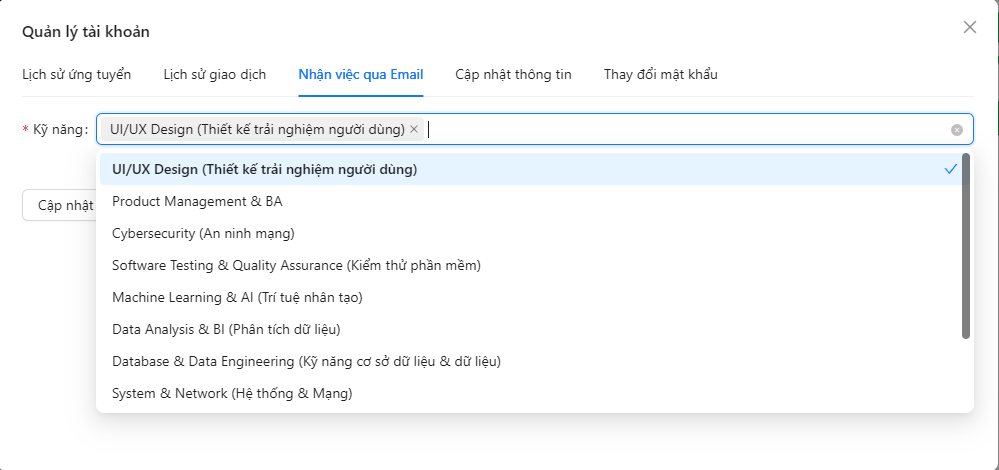 Quản lý tài khoản
Lịch sử ứng tuyển Lịch sử giao dịch Nhận việc qua Email Cập nhật thông tin Thay đổi mật khẩu
* Kỹ năng: UI/UX Design (Thiết kế trải nghiệm người dùng)
UI/UX Design (Thiết kế trải nghiệm người dùng)
Product Management & BA
Cập nhật
Cybersecurity (An ninh mạng)
Software Testing & Quality Assurance (Kiểm thử phần mềm)
Machine Learning & AI (Trí tuệ nhân tạo)
Data Analysis & BI (Phân tích dữ liệu)
Database & Data Engineering (Kỹ năng cơ sở dữ liệu & dữ liệu)
System & Network (Hệ thống & Mạng)